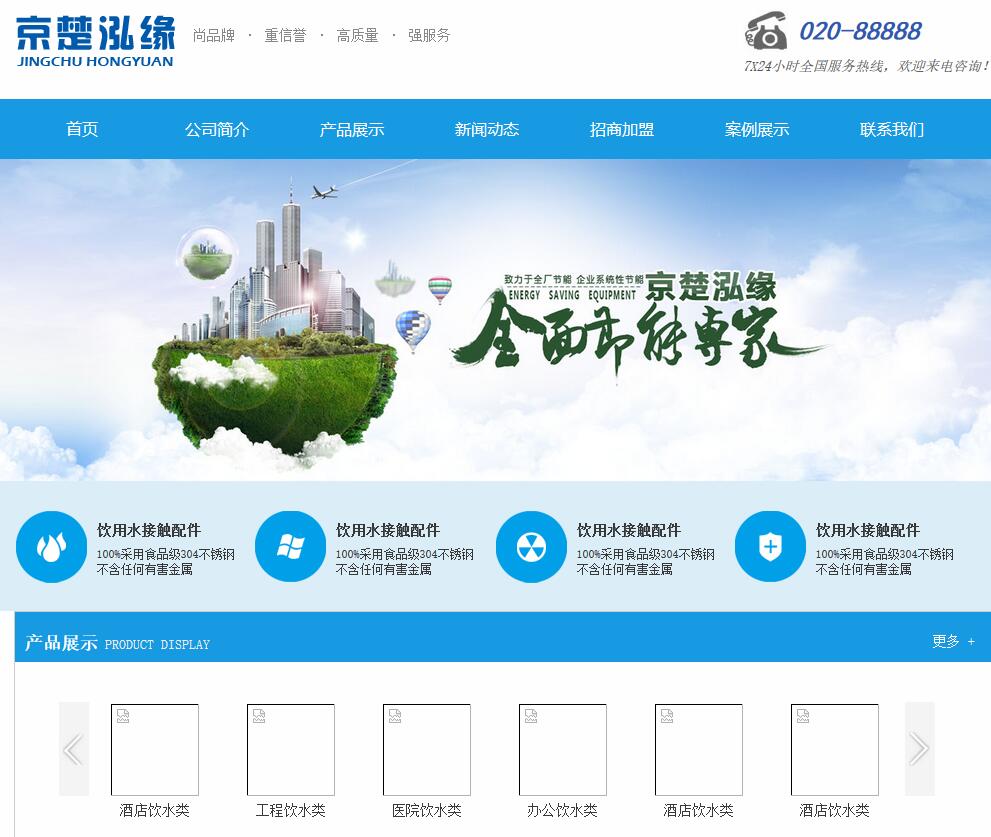 京楚泓缘
JINGCHU HONGYUAN
尚品牌 · 重信誉 · 高质量 · 强服务
020-88888
7X24小时全国服务热线，欢迎来电咨询！
首页 公司简介 产品展示 新闻动态 招商加盟 案例展示 联系我们
致力于全厂节能 企业系统性节能
ENERGY SAVING EQUIPMENT
京楚泓缘
全面节能专家
饮用水接触配件
100%采用食品级304不锈钢
不含任何有害金属
饮用水接触配件
100%采用食品级304不锈钢
不含任何有害金属
饮用水接触配件
100%采用食品级304不锈钢
不含任何有害金属
饮用水接触配件
100%采用食品级304不锈钢
不含任何有害金属
产品展示 PRODUCT DISPLAY
更多 +
酒店饮水类 工程饮水类 医院饮水类 办公饮水类 酒店饮水类 酒店饮水类